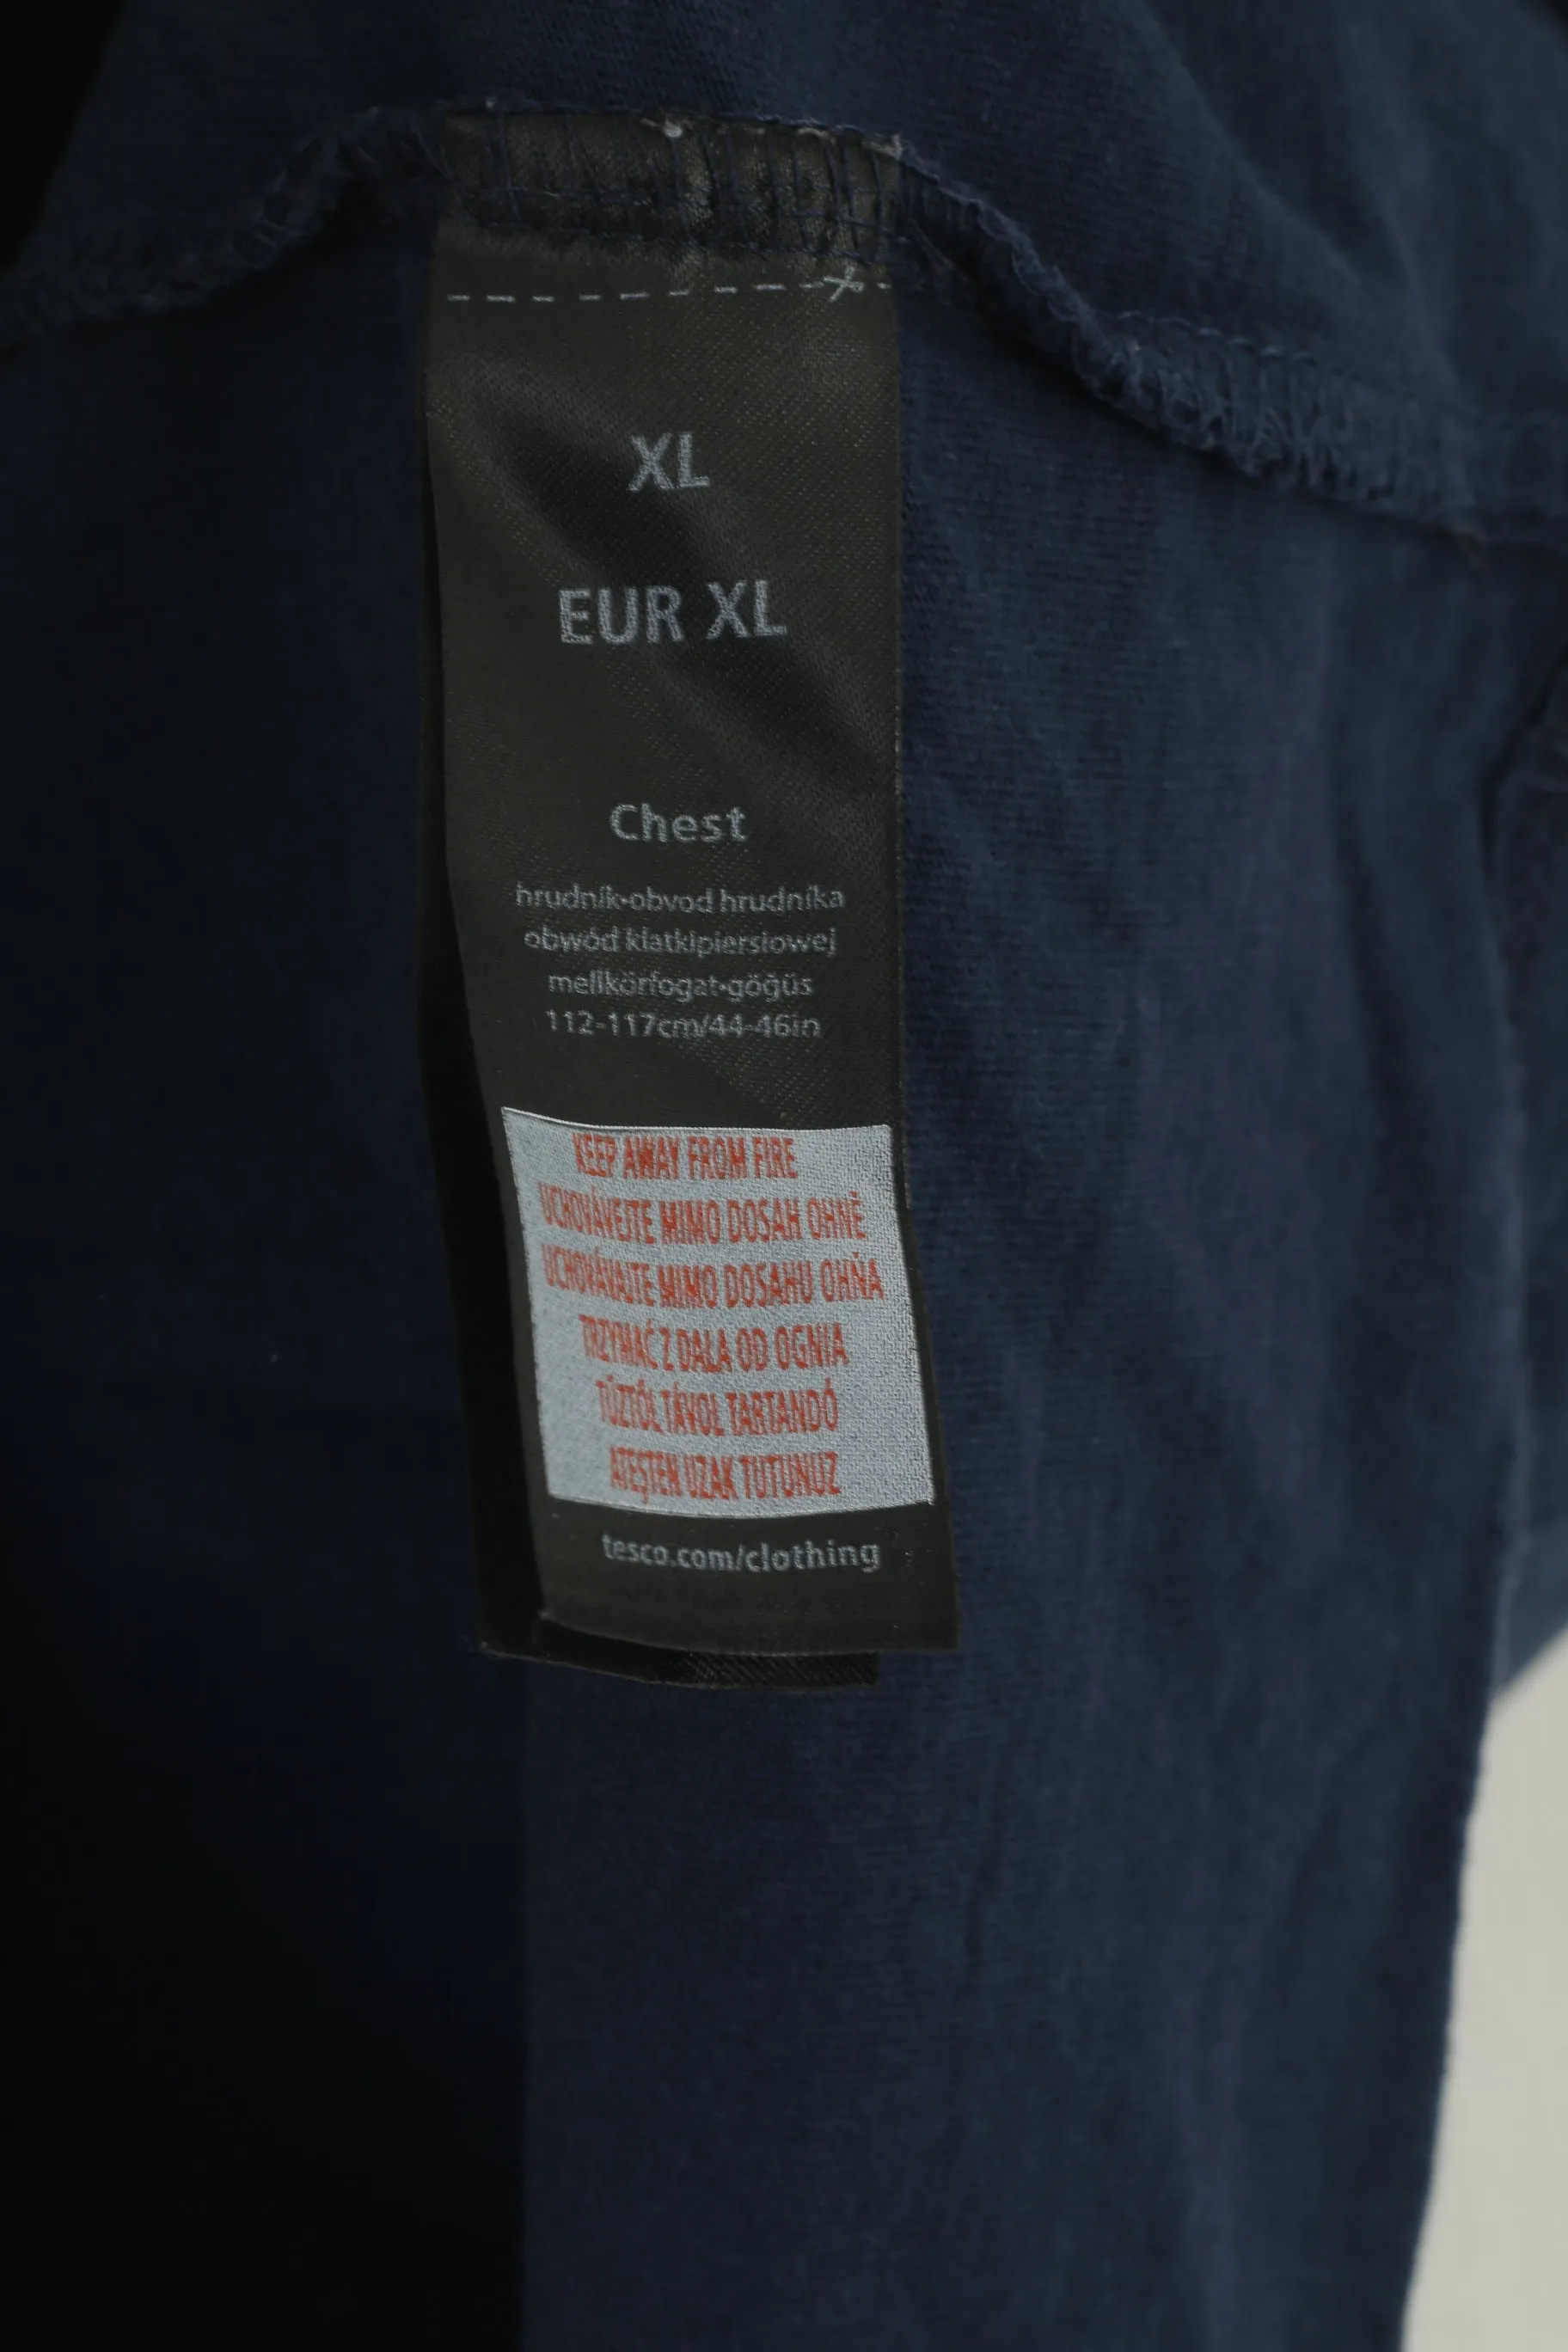 XL
EUR XL
Chest
hrudník•obvod hrudníka
obwód klatkipiersiowej
mellkörfogat•göğüs
112-117cm/44-46in
KEEP AWAY FROM FIRE
UCHOVÁVEJTE MIMO DOSAH OHNĚ
UCHOVÁVAJTE MIMO DOSAHU OHŇA
TRZYMAĆ Z DALA OD OGNIA
TŰZTŐL TÁVOL TARTANDÓ
ATEŞTEN UZAK TUTUNUZ
tesco.com/clothing